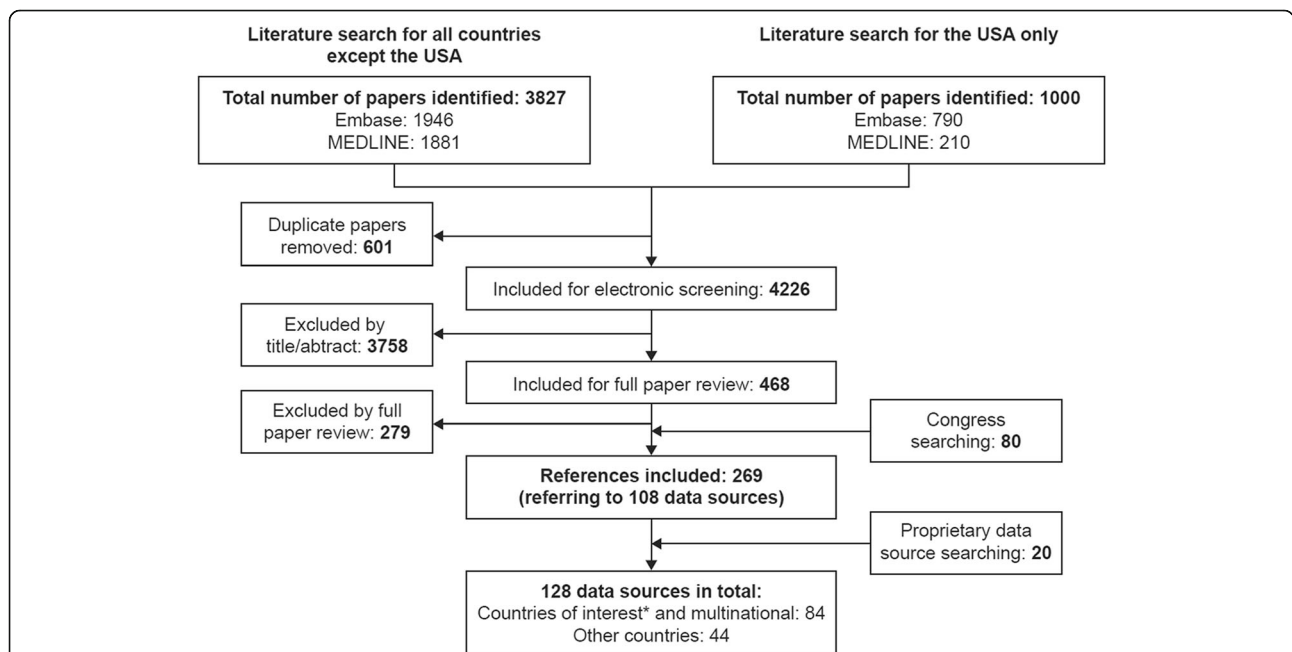 Literature search for all countries
except the USA
Literature search for the USA only
Total number of papers identified: 3827
Embase: 1946
MEDLINE: 1881
Total number of papers identified: 1000
Embase: 790
MEDLINE: 210
Duplicate papers
removed: 601
Included for electronic screening: 4226
Excluded by
title/abtract: 3758
Included for full paper review: 468
Excluded by full
paper review: 279
Congress
searching: 80
References included: 269
(referring to 108 data sources)
Proprietary data
source searching: 20
128 data sources in total:
Countries of interest* and multinational: 84
Other countries: 44